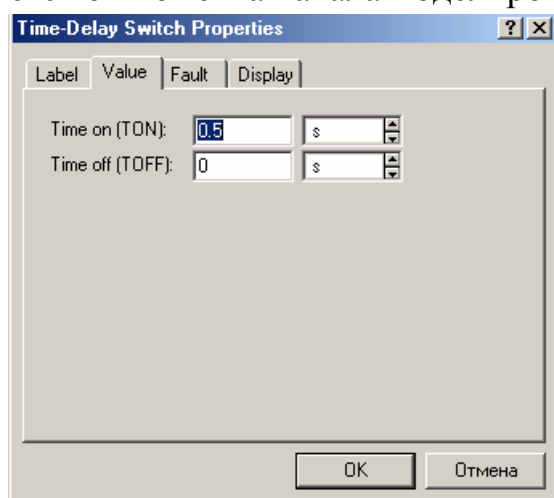 Time-Delay Switch Properties ? ×
Label Value Fault Display
Time on (TON): 0.5 s
Time off (TOFF): 0 s
OK Отмена